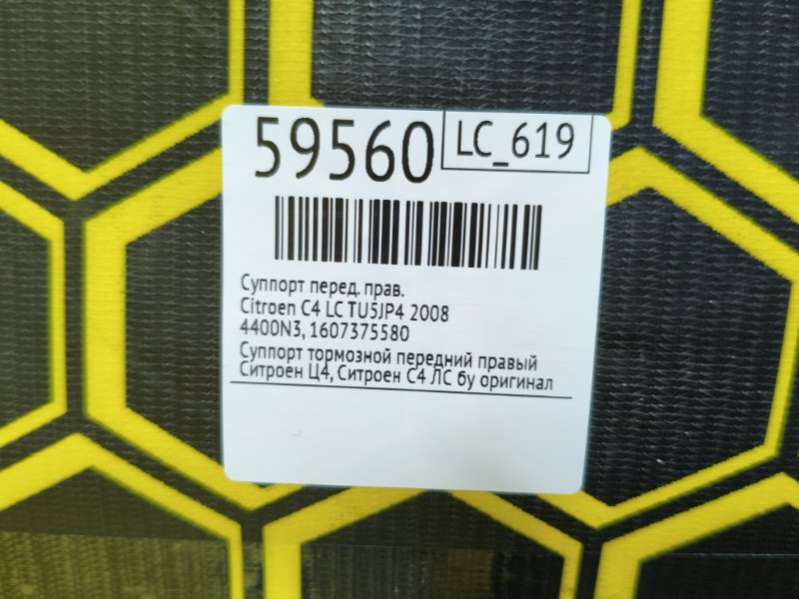 59560 LC_619
Суппорт перед. прав.
Citroen C4 LC TU5JP4 2008
4400N3, 1607375580
Суппорт тормозной передний правый
Ситроен Ц4, Ситроен С4 ЛС бу оригинал